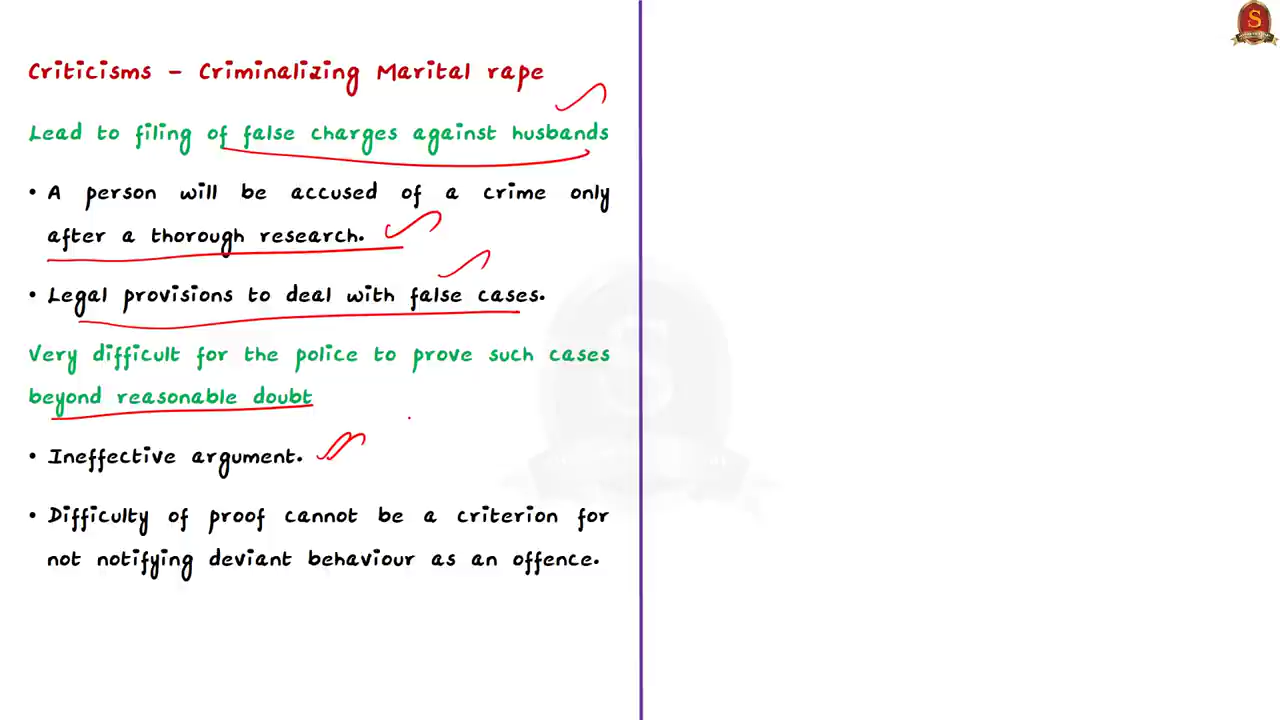 Criticisms - Criminalizing Marital rape
Lead to filing of false charges against husbands
• A person will be accused of a crime only
after a thorough research.
• Legal provisions to deal with false cases.
Very difficult for the police to prove such cases
beyond reasonable doubt
• Ineffective argument.
• Difficulty of proof cannot be a criterion for
not notifying deviant behaviour as an offence.
S
S